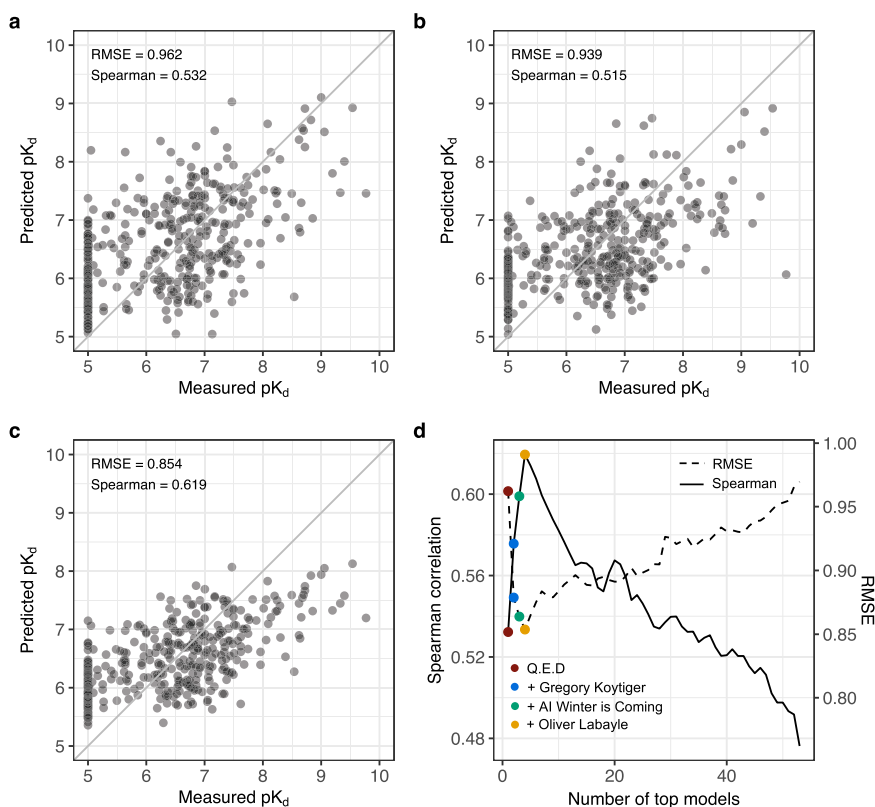 a
RMSE = 0.962
Spearman = 0.532
10
9
8
7
6
5
Predicted pKd
5 6 7 8 9 10
Measured pKd
b
RMSE = 0.939
Spearman = 0.515
10
9
8
7
6
5
Predicted pKd
5 6 7 8 9 10
Measured pKd
c
RMSE = 0.854
Spearman = 0.619
10
9
8
7
6
5
Predicted pKd
5 6 7 8 9 10
Measured pKd
d
RMSE
Spearman
0.60
0.56
0.52
0.48
Spearman correlation
1.00
0.95
0.90
0.85
0.80
RMSE
Q.E.D
+ Gregory Koytiger
+ AI Winter is Coming
+ Oliver Labayle
0 20 40
Number of top models